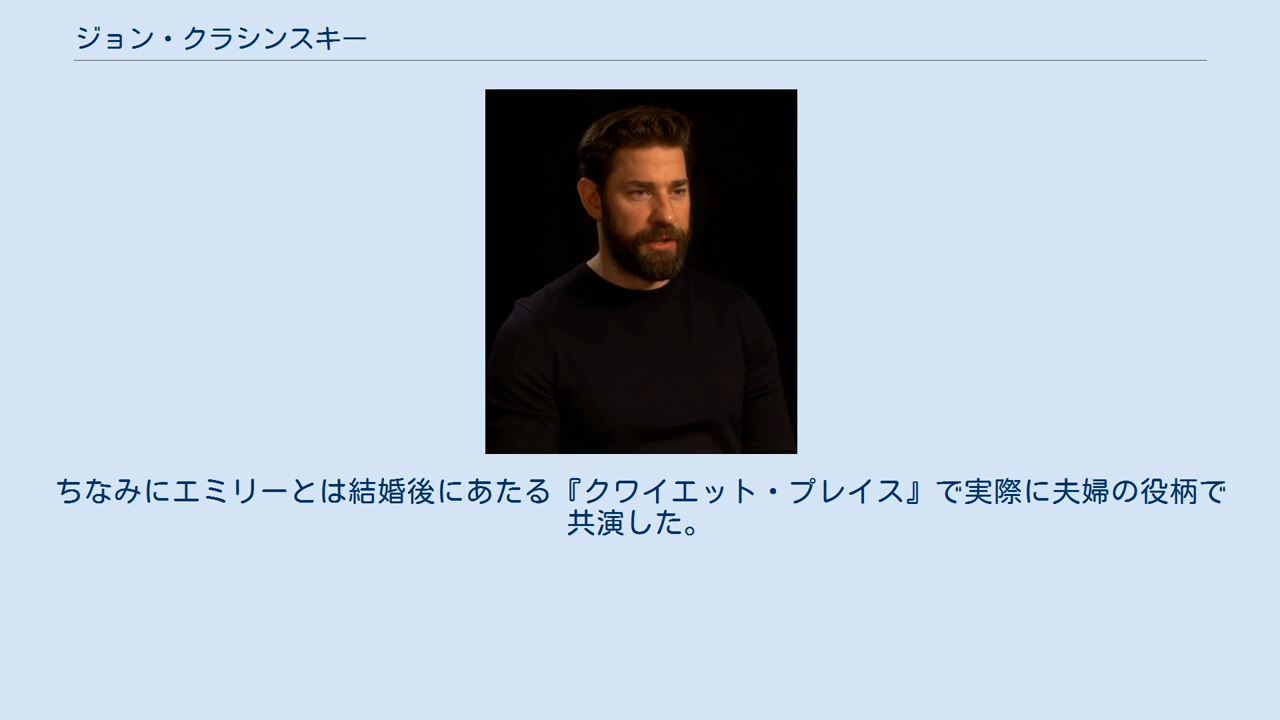 ジョン・クラシンスキー
ちなみにエミリーとは結婚後にあたる『クワイエット・プレイス』で実際に夫婦の役柄で
共演した。